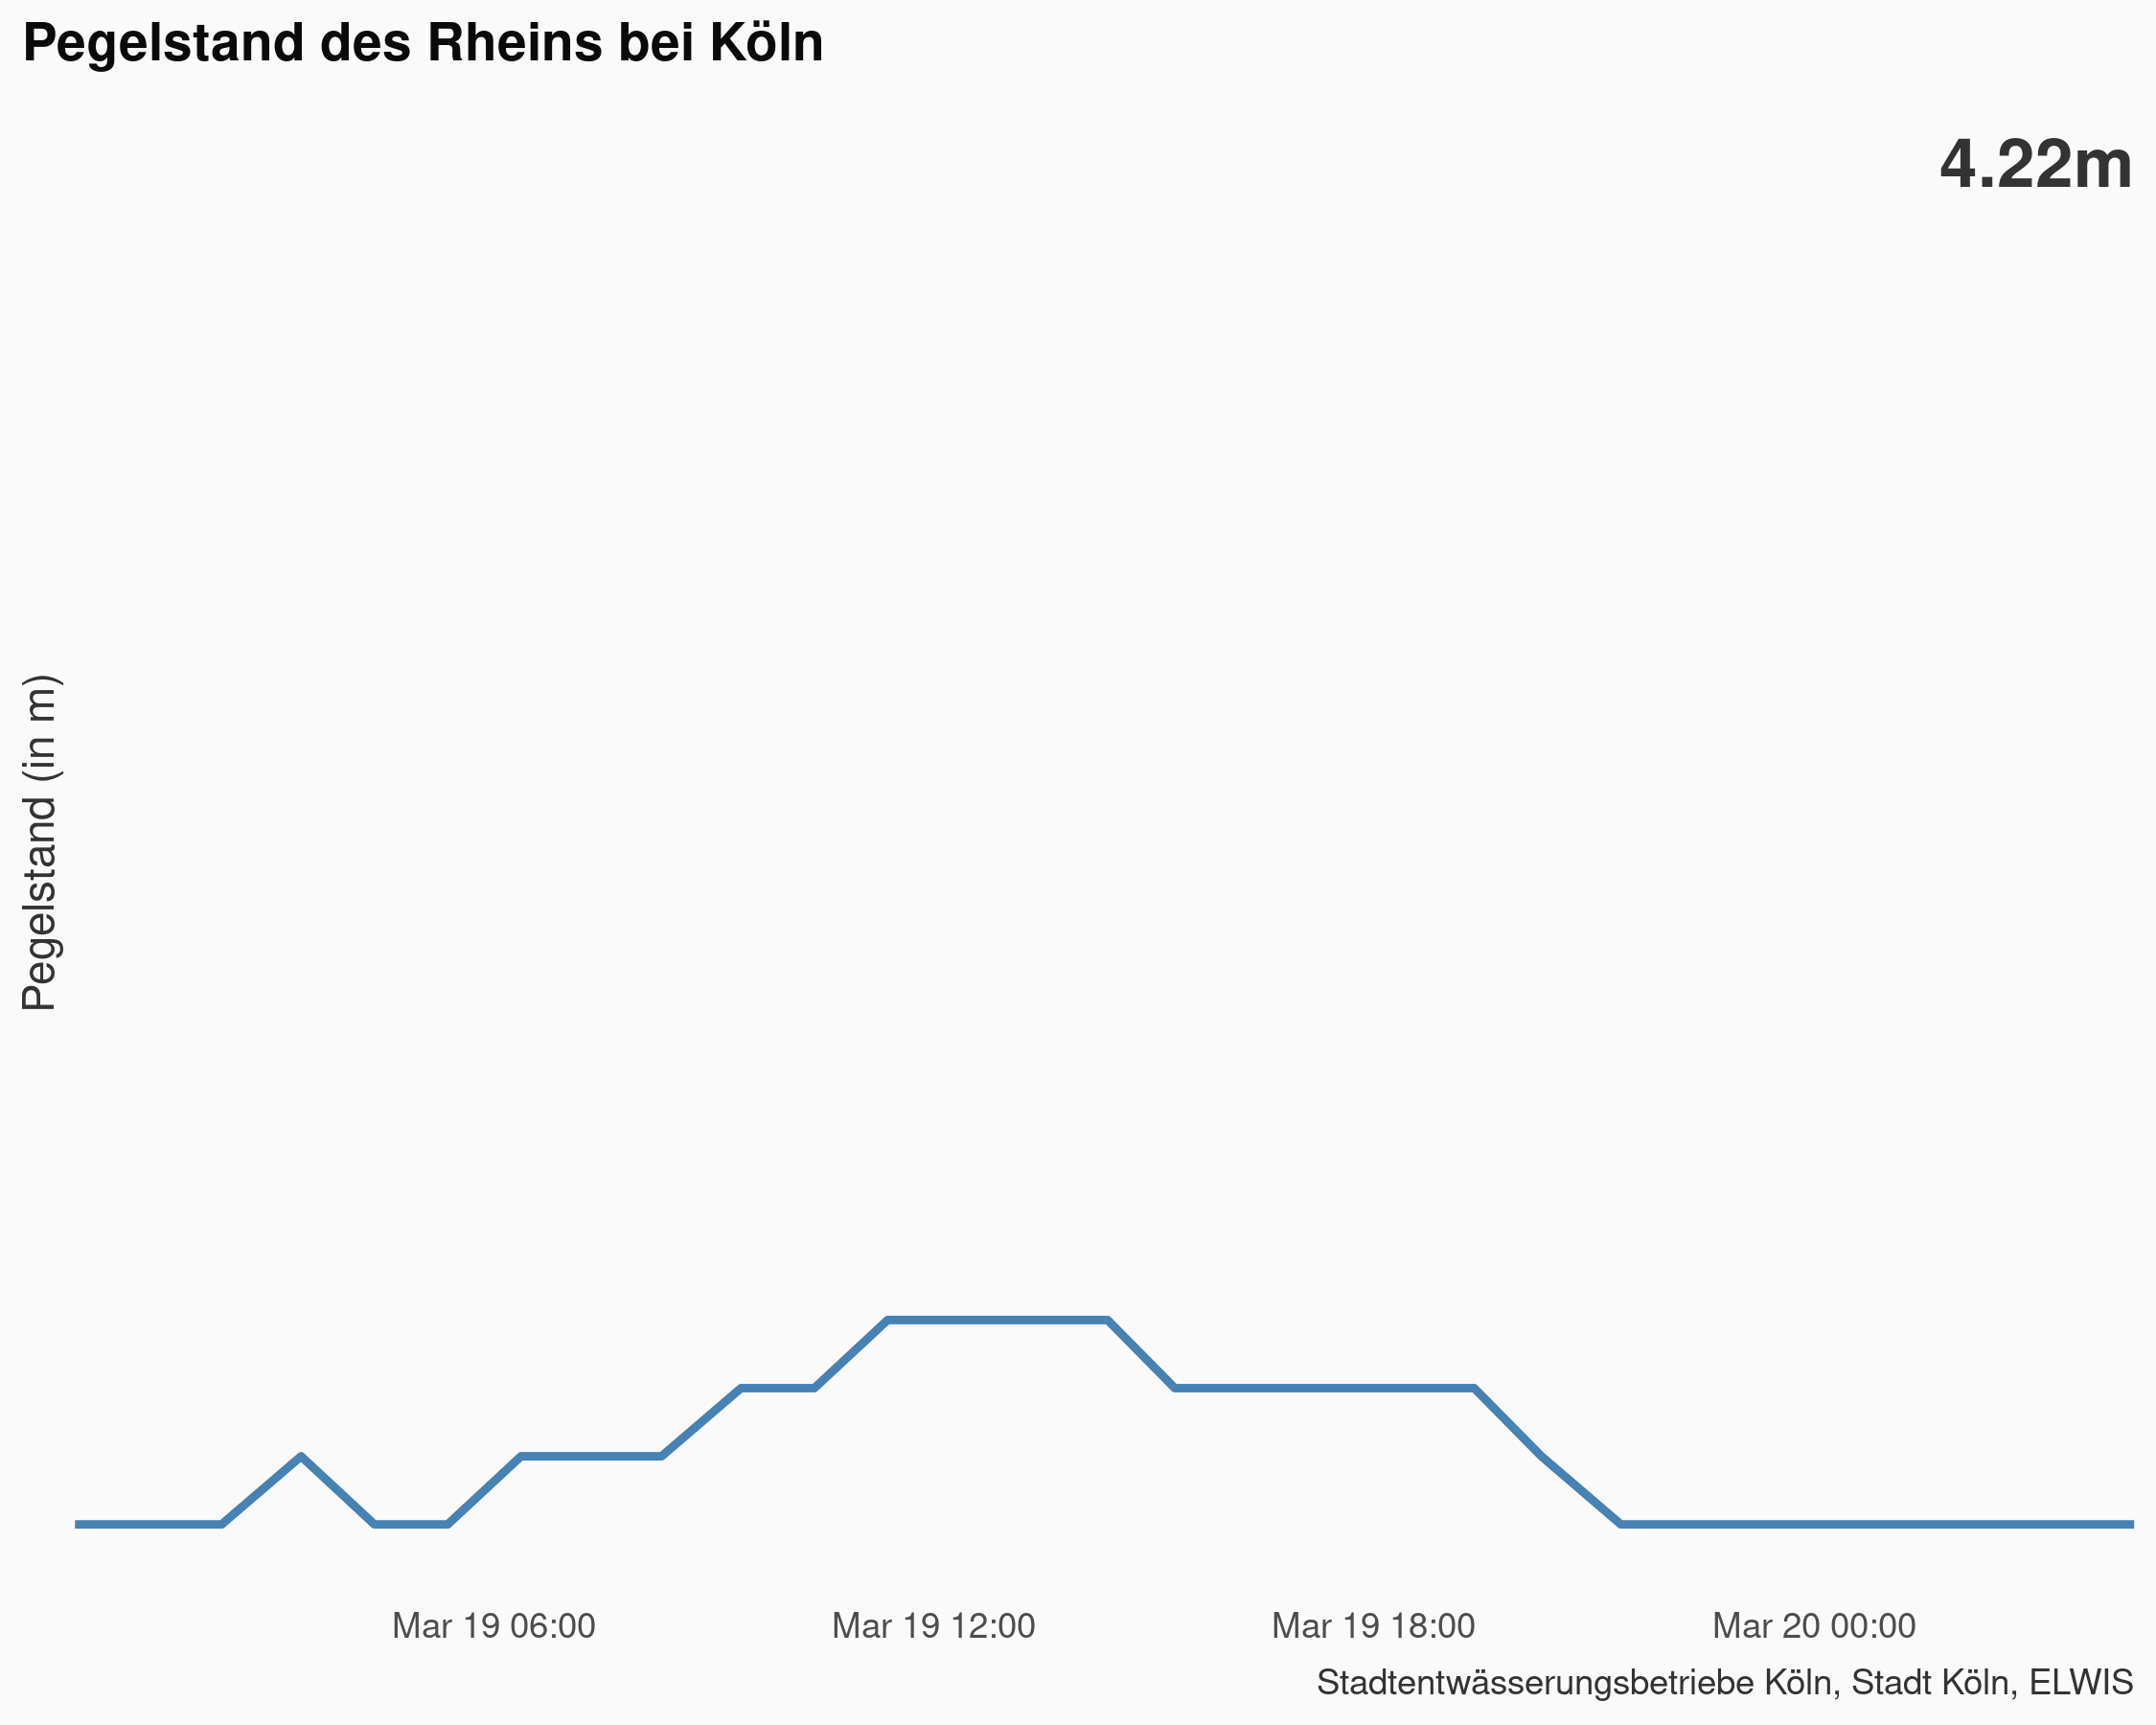 Pegelstand des Rheins bei Köln
4.22m
Pegelstand (in m)
Mar 19 06:00
Mar 19 12:00
Mar 19 18:00
Mar 20 00:00
Stadtentwässerungsbetriebe Köln, Stadt Köln, ELWIS